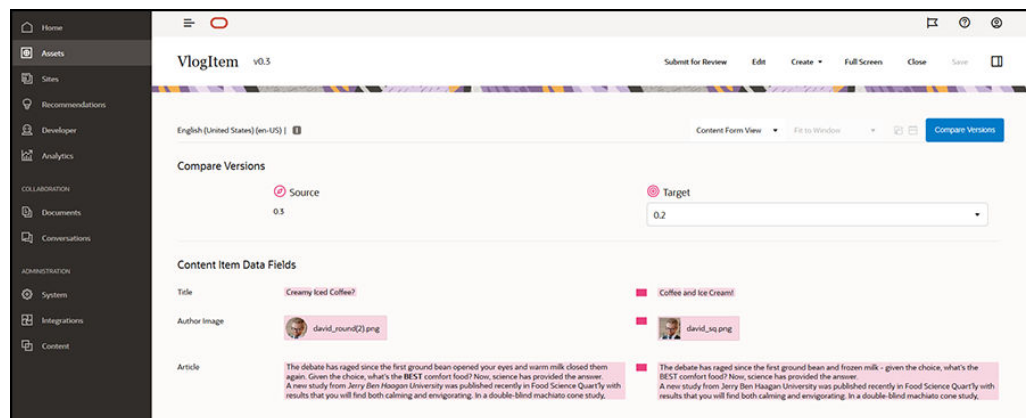 Home
Assets
Sites
Recommendations
Developer
Analytics
COLLABORATION
Documents
Conversations
ADMINISTRATION
System
Integrations
Content
VlogItem v0.3
Submit for Review Edit Create Full Screen Close Save
English (United States) (en-US) |
Content Form View Fit to Window Compare Versions
Compare Versions
Source Target
0.3 0.2
Content Item Data Fields
Title Creamy Iced Coffee? Coffee and Ice Cream!
Author Image david_round(2).png david_sq.png
Article
The debate has raged since the first ground bean opened your eyes and warm milk closed them
again. Given the choice, what's the BEST comfort food? Now, science has provided the answer.
A new study from Jerry Ben Haagan University was published recently in Food Science Quart'ly with
results that you will find both calming and envigorating. In a double-blind machiato cone study,
The debate has raged since the first ground bean and frozen milk - given the choice, what's the
BEST comfort food? Now, science has provided the answer.
A new study from Jerry Ben Haagan University was published recently in Food Science Quart'ly with
results that you will find both calming and envigorating. In a double-blind machiato cone study,